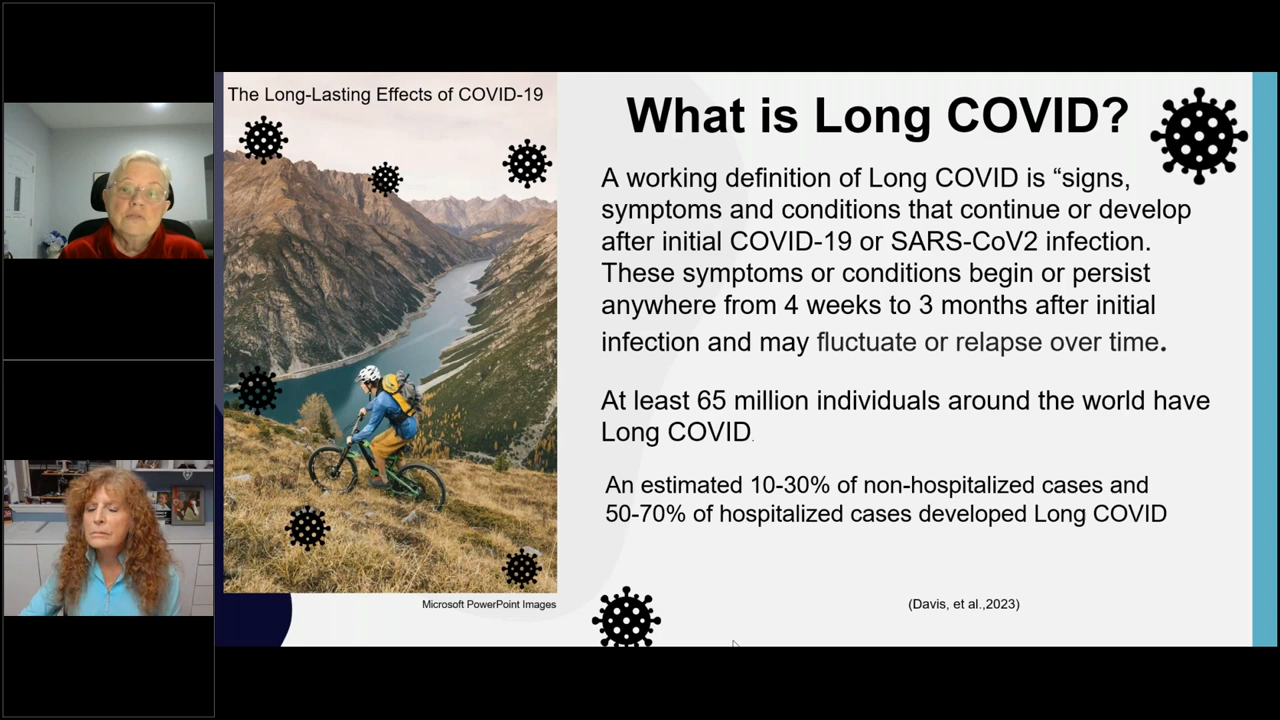 The Long-Lasting Effects of COVID-19
What is Long COVID?
A working definition of Long COVID is “signs,
symptoms and conditions that continue or develop
after initial COVID-19 or SARS-CoV2 infection.
These symptoms or conditions begin or persist
anywhere from 4 weeks to 3 months after initial
infection and may fluctuate or relapse over time.
At least 65 million individuals around the world have
Long COVID.
An estimated 10-30% of non-hospitalized cases and
50-70% of hospitalized cases developed Long COVID
Microsoft PowerPoint Images
(Davis, et al.,2023)